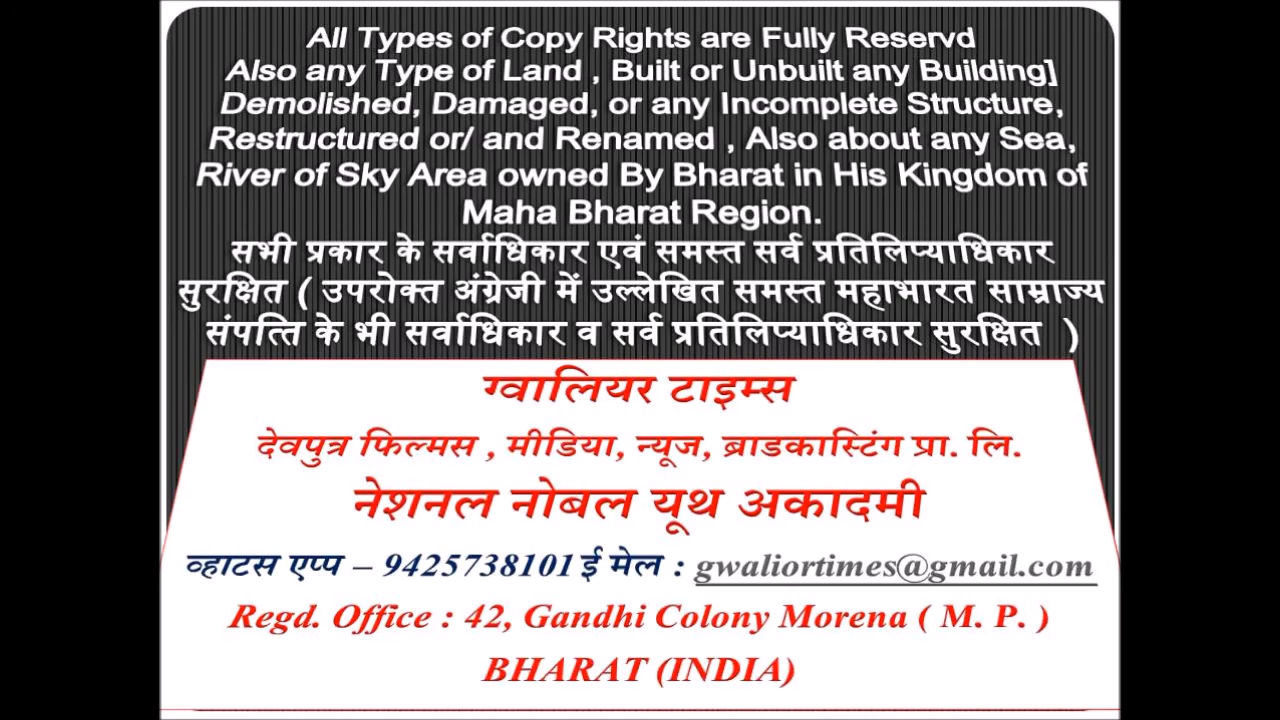 All Types of Copy Rights are Fully Reservd
Also any Type of Land , Built or Unbuilt any Building]
Demolished, Damaged, or any Incomplete Structure,
Restructured or/ and Renamed , Also about any Sea,
River of Sky Area owned By Bharat in His Kingdom of
Maha Bharat Region.
सभी प्रकार के सर्वाधिकार एवं समस्त सर्व प्रतिलिप्याधिकार
सुरक्षित ( उपरोक्त अंग्रेजी में उल्लेखित समस्त महाभारत साम्राज्य
संपत्ति के भी सर्वाधिकार व सर्व प्रतिलिप्याधिकार सुरक्षित )
ग्वालियर टाइम्स
देवपुत्र फिल्मस , मीडिया, न्यूज, ब्राडकास्टिंग प्रा. लि.
नेशनल नोबल यूथ अकादमी
व्हाटस एप्प – 9425738101 ई मेल : gwaliortimes@gmail.com
Regd. Office : 42, Gandhi Colony Morena ( M. P. )
BHARAT (INDIA)